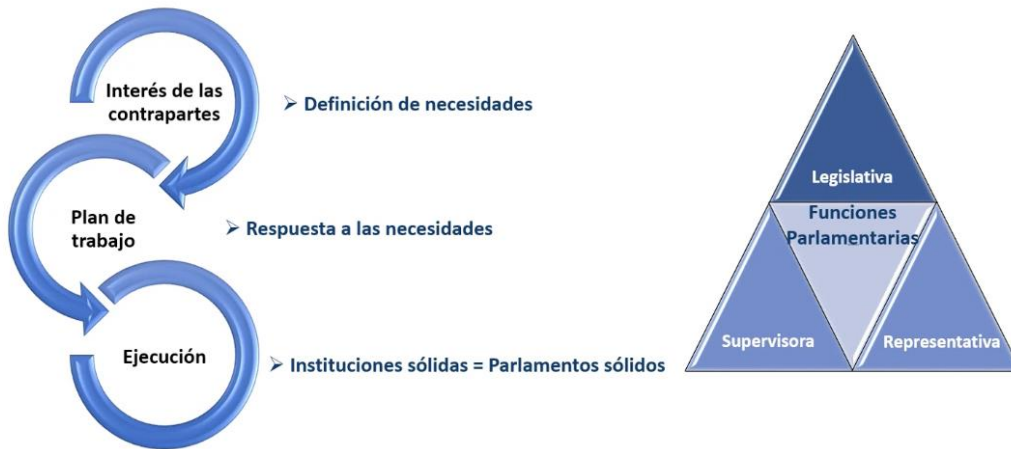 Interés de las
contrapartes
➢ Definición de necesidades
Plan de
trabajo
➢ Respuesta a las necesidades
Ejecución
➢ Instituciones sólidas = Parlamentos sólidos
Legislativa
Funciones
Parlamentarias
Supervisora
Representativa